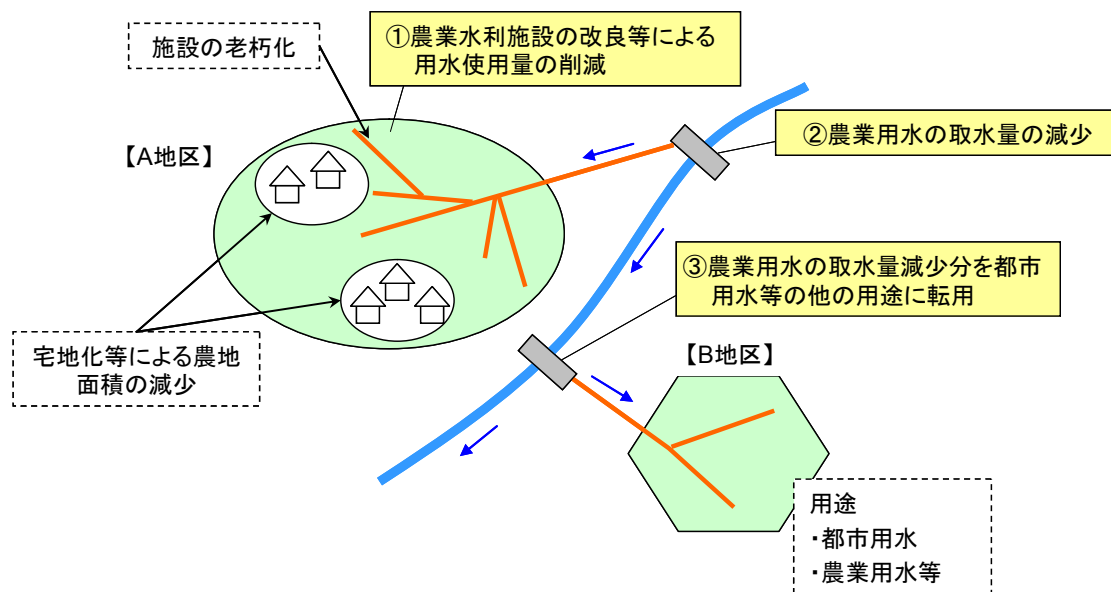 施設の老朽化
①農業水利施設の改良等による
用水使用量の削減
【A地区】
②農業用水の取水量の減少
③農業用水の取水量減少分を都市
用水等の他の用途に転用
宅地化等による農地
面積の減少
【B地区】
用途
・都市用水
・農業用水等